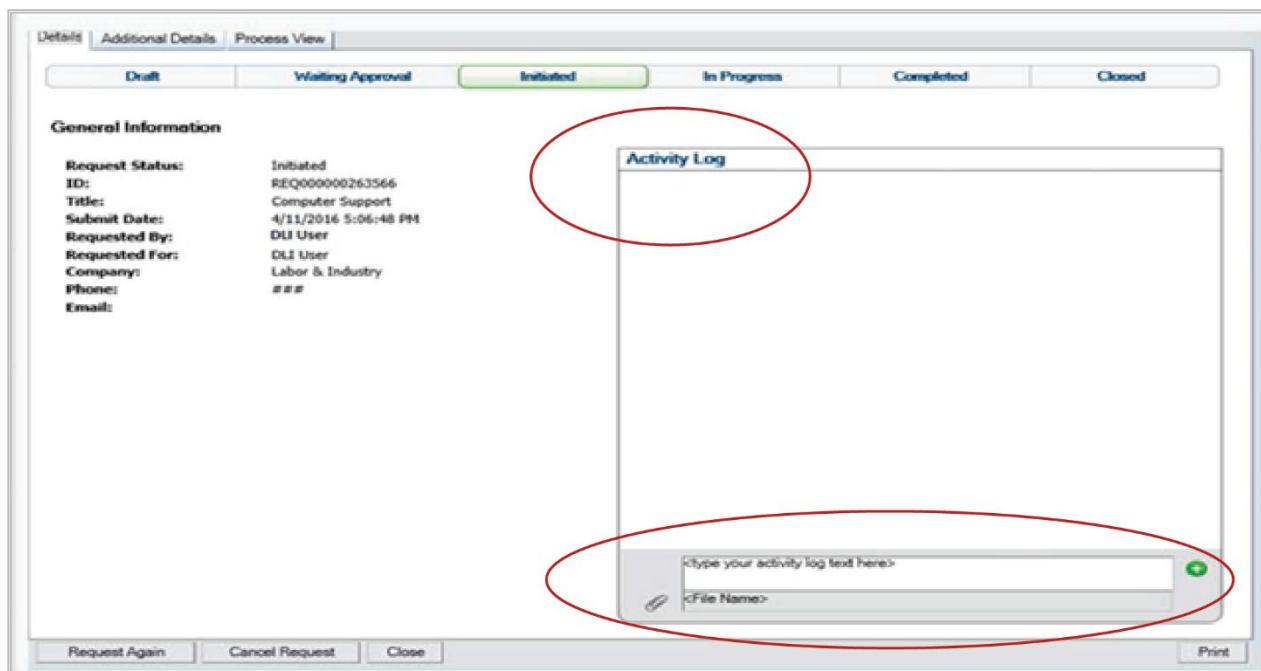 Details Additional Details Process View
Draft Waiting Approval Initiated In Progress Completed Closed
General Information
Request Status: Initiated
ID: REQ000000263566
Title: Computer Support
Submit Date: 4/11/2016 5:06:48 PM
Requested By: DLI User
Requested For: DLI User
Company: Labor & Industry
Phone: ###
Email:
Activity Log
<type your activity log text here>
<File Name>
Request Again Cancel Request Close Print